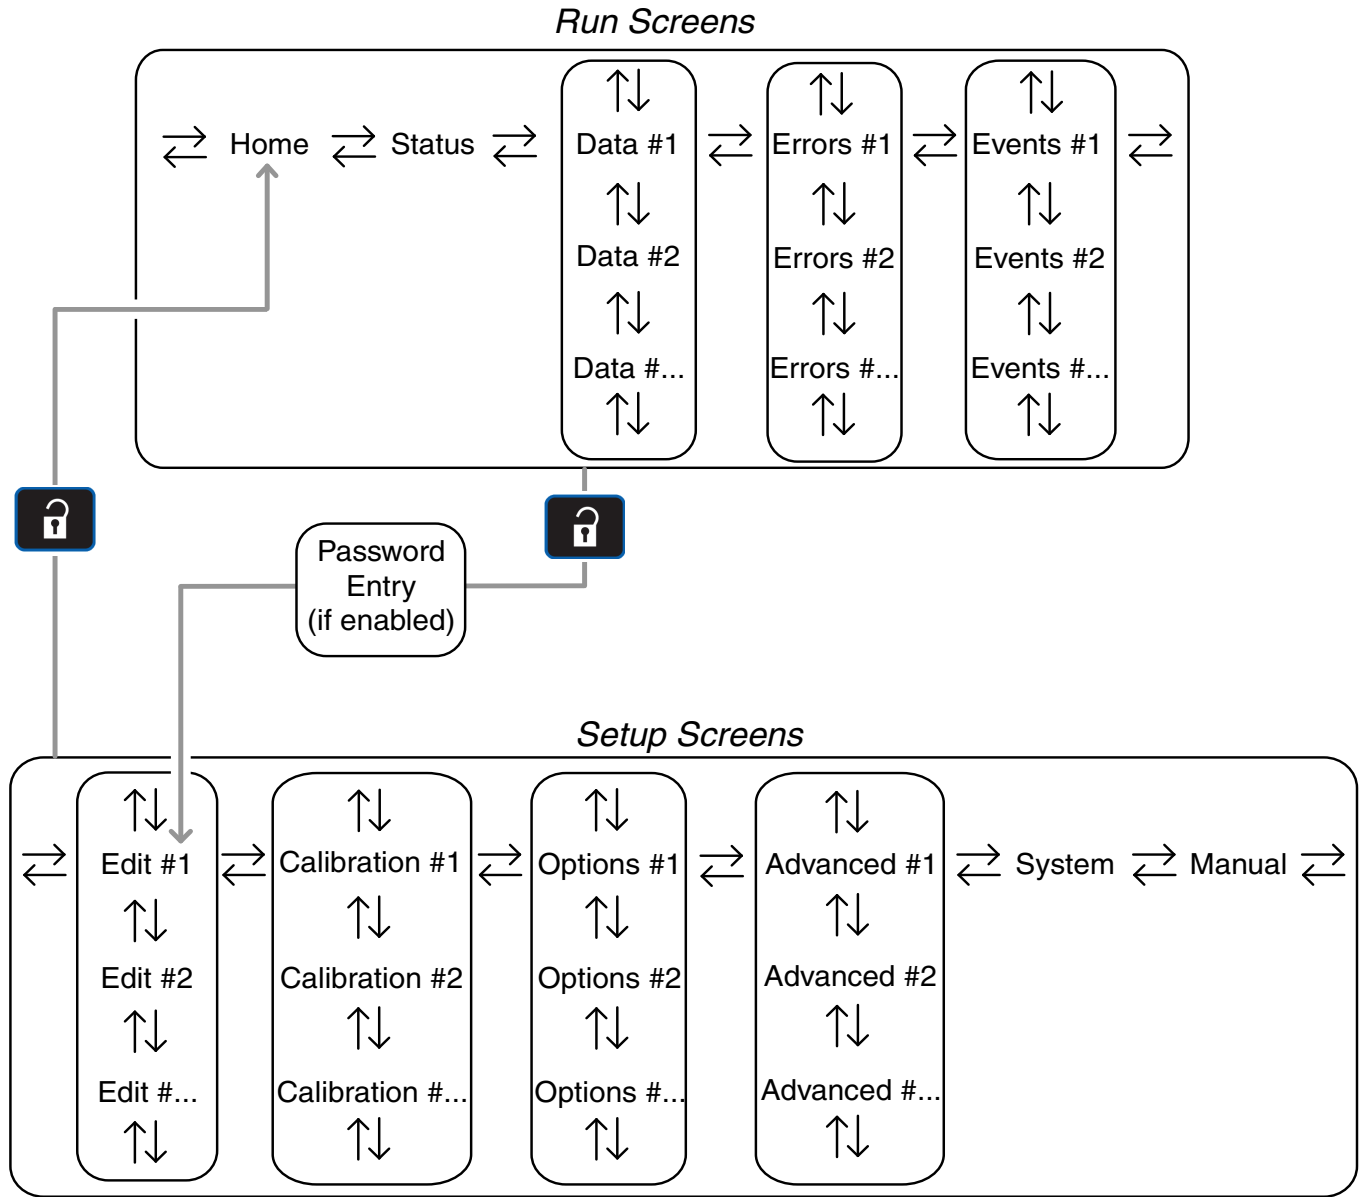 Run Screens
Home
Status
Data #1
Errors #1
Events #1
Data #2
Errors #2
Events #2
Data #...
Errors #...
Events #...
Password
Entry
(if enabled)
Setup Screens
Edit #1
Calibration #1
Options #1
Advanced #1
System
Manual
Edit #2
Calibration #2
Options #2
Advanced #2
Edit #...
Calibration #...
Options #...
Advanced #...